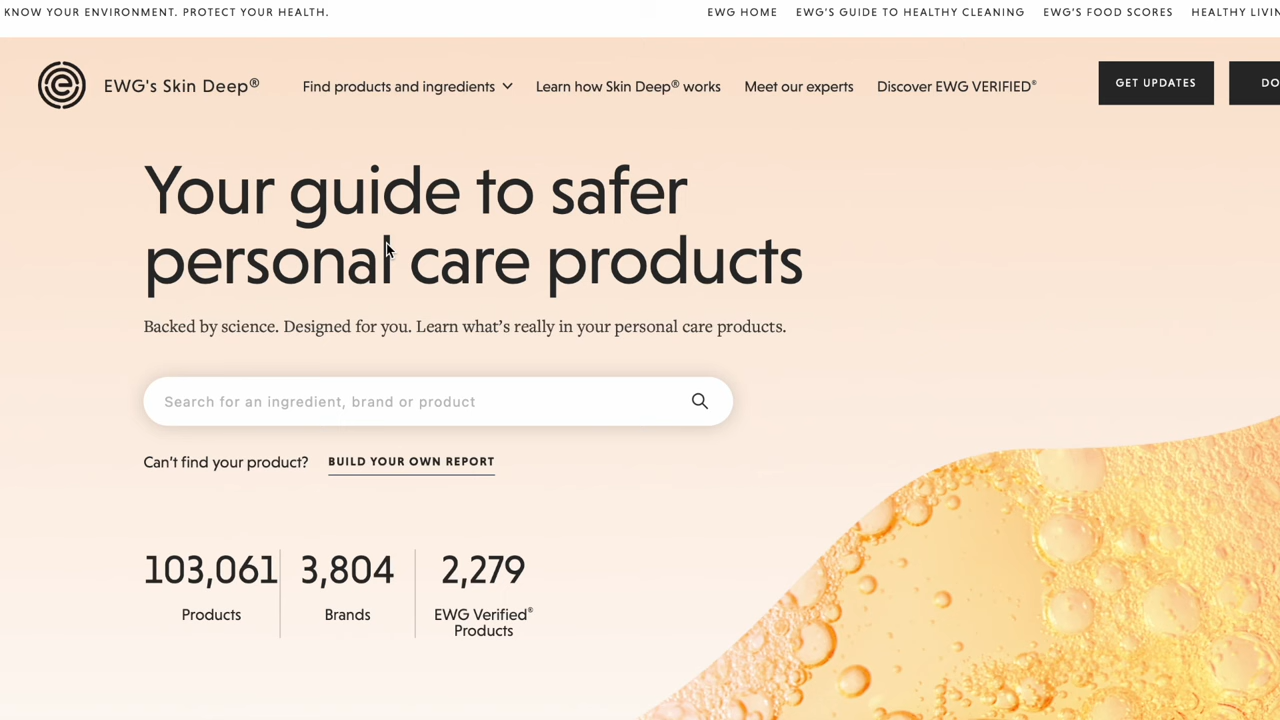 KNOW YOUR ENVIRONMENT. PROTECT YOUR HEALTH.
EWG HOME EWG'S GUIDE TO HEALTHY CLEANING EWG'S FOOD SCORES HEALTHY
EWG's Skin Deep® Find products and ingredients Learn how Skin Deep® works Meet our experts Discover EWG VERIFIED® GET UPDATES
Your guide to safer
personal care products
Backed by science. Designed for you. Learn what’s really in your personal care products.
Search for an ingredient, brand or product
Can’t find your product? BUILD YOUR OWN REPORT
103,061 3,804 2,279
Products Brands EWG Verified®
Products